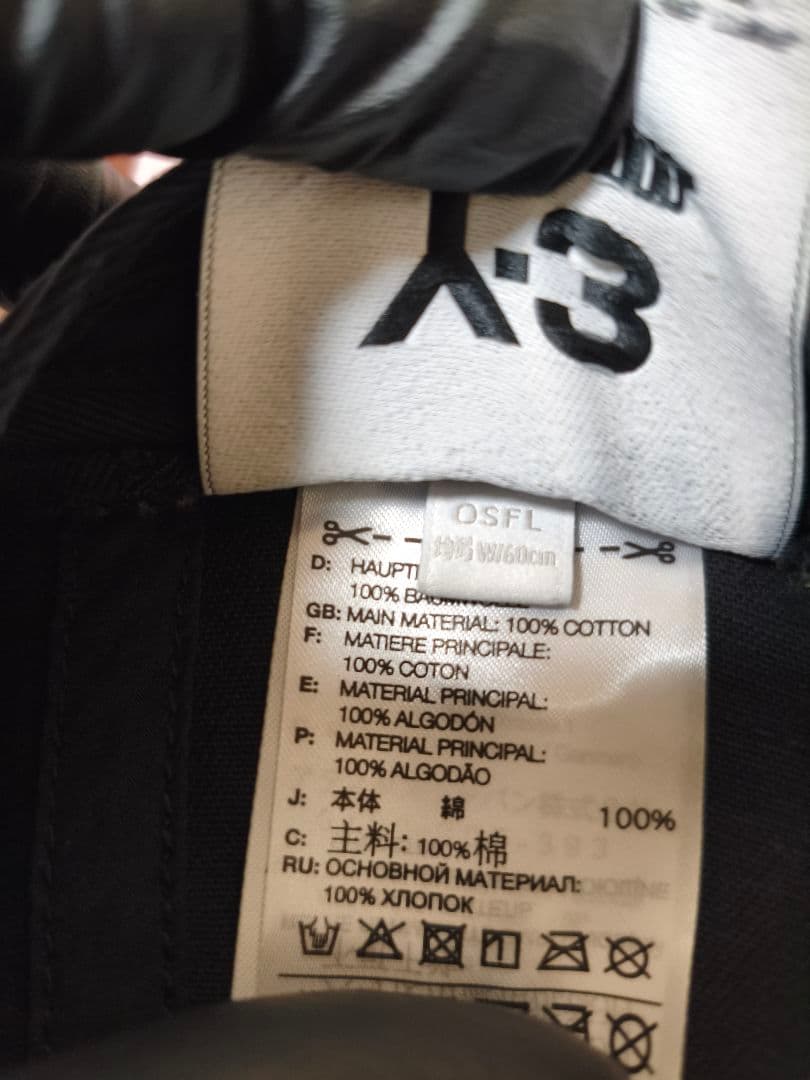 Y-3
OSFL
W/60cm
D: HAUPT
100%
GB: MAIN MATERIAL: 100% COTTON
F: MATIERE PRINCIPALE:
100% COTON
E: MATERIAL PRINCIPAL:
100% ALGODÓN
P: MATERIAL PRINCIPAL:
100% ALGODÃO
J: 本体 綿 100%
C: 主料: 100%棉
RU: ОСНОВНОЙ МАТЕРИАЛ:
100% ХЛОПОК